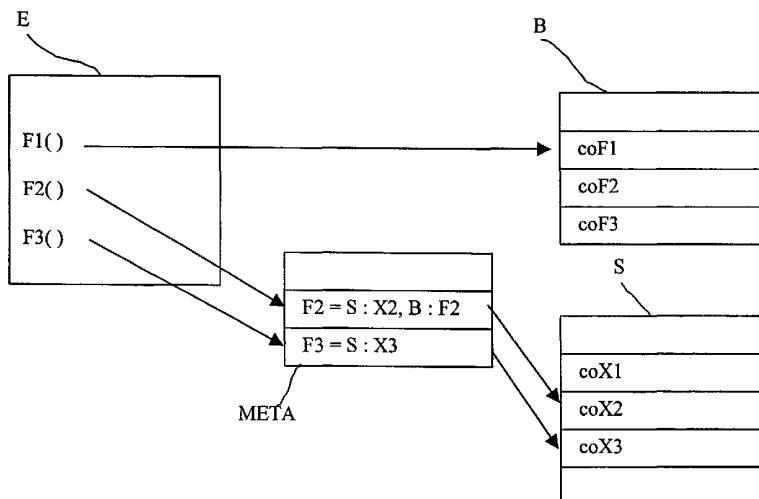 E
B
F1( )
F2( )
F3( )
coF1
coF2
coF3
S
F2 = S : X2, B : F2
F3 = S : X3
META
coX1
coX2
coX3